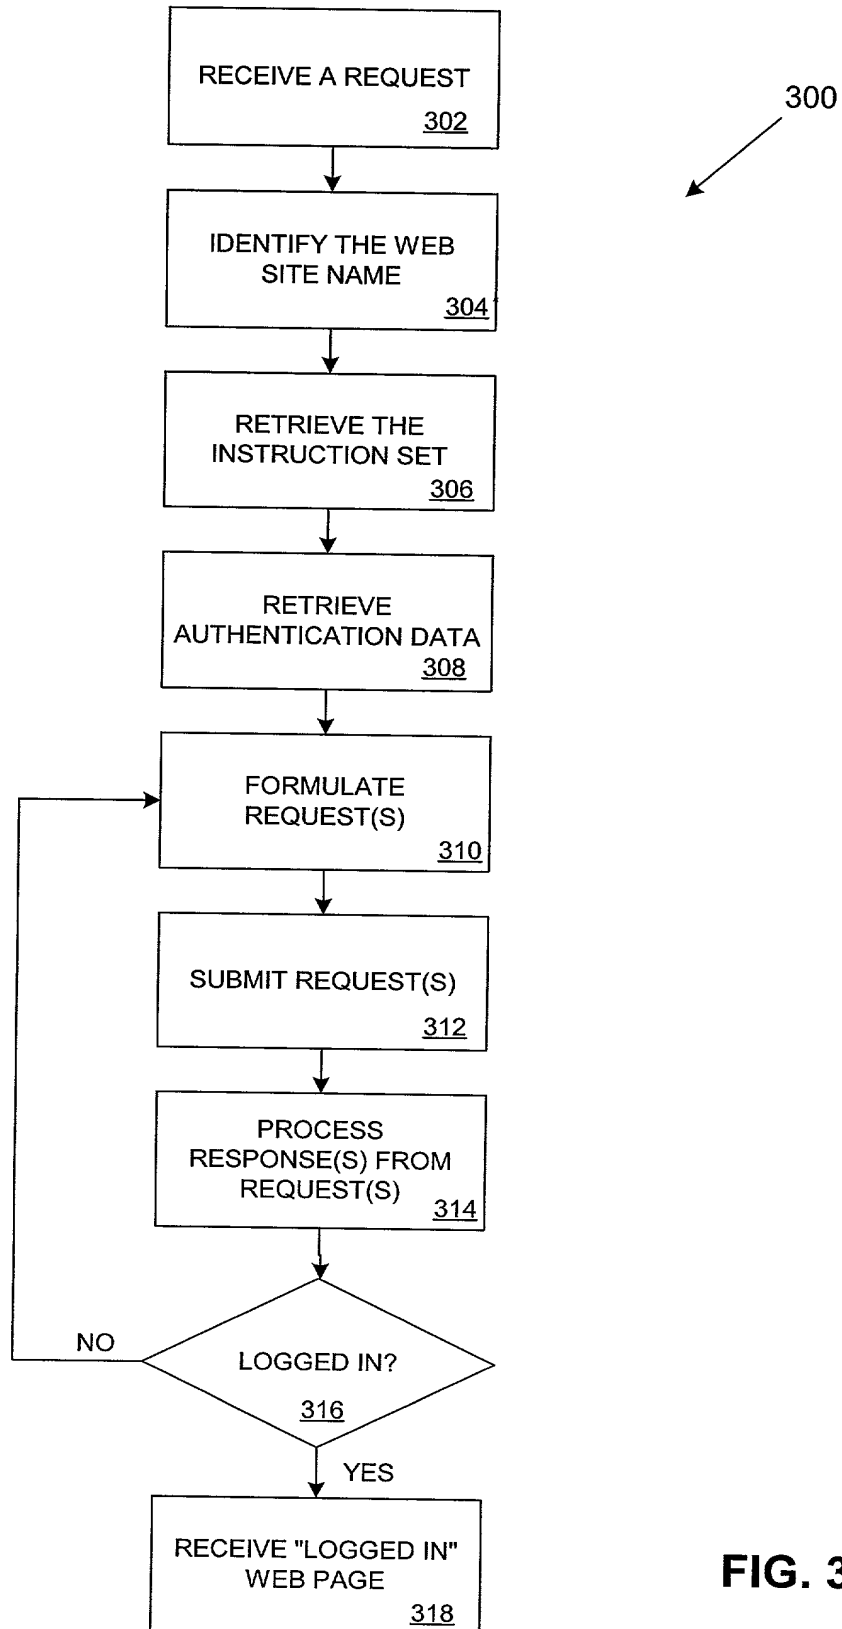 RECEIVE A REQUEST
302
300
IDENTIFY THE WEB
SITE NAME
304
RETRIEVE THE
INSTRUCTION SET
306
RETRIEVE
AUTHENTICATION DATA
308
FORMULATE
REQUEST(S)
310
SUBMIT REQUEST(S)
312
PROCESS
RESPONSE(S) FROM
REQUEST(S)
314
NO
LOGGED IN?
316
YES
RECEIVE "LOGGED IN"
WEB PAGE
318
FIG. 3